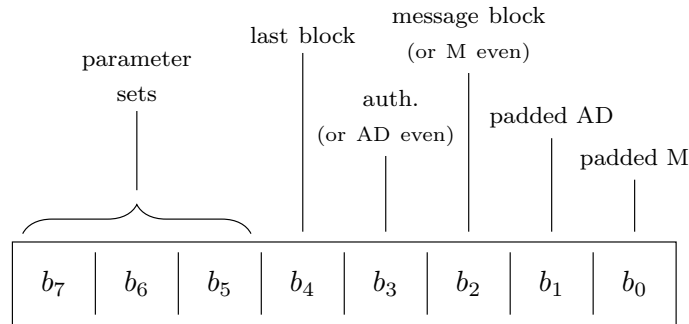 message block
(or M even)
last block
parameter
sets
auth.
(or AD even)
padded AD
padded M
b₇ b₆ b₅ b₄ b₃ b₂ b₁ b₀